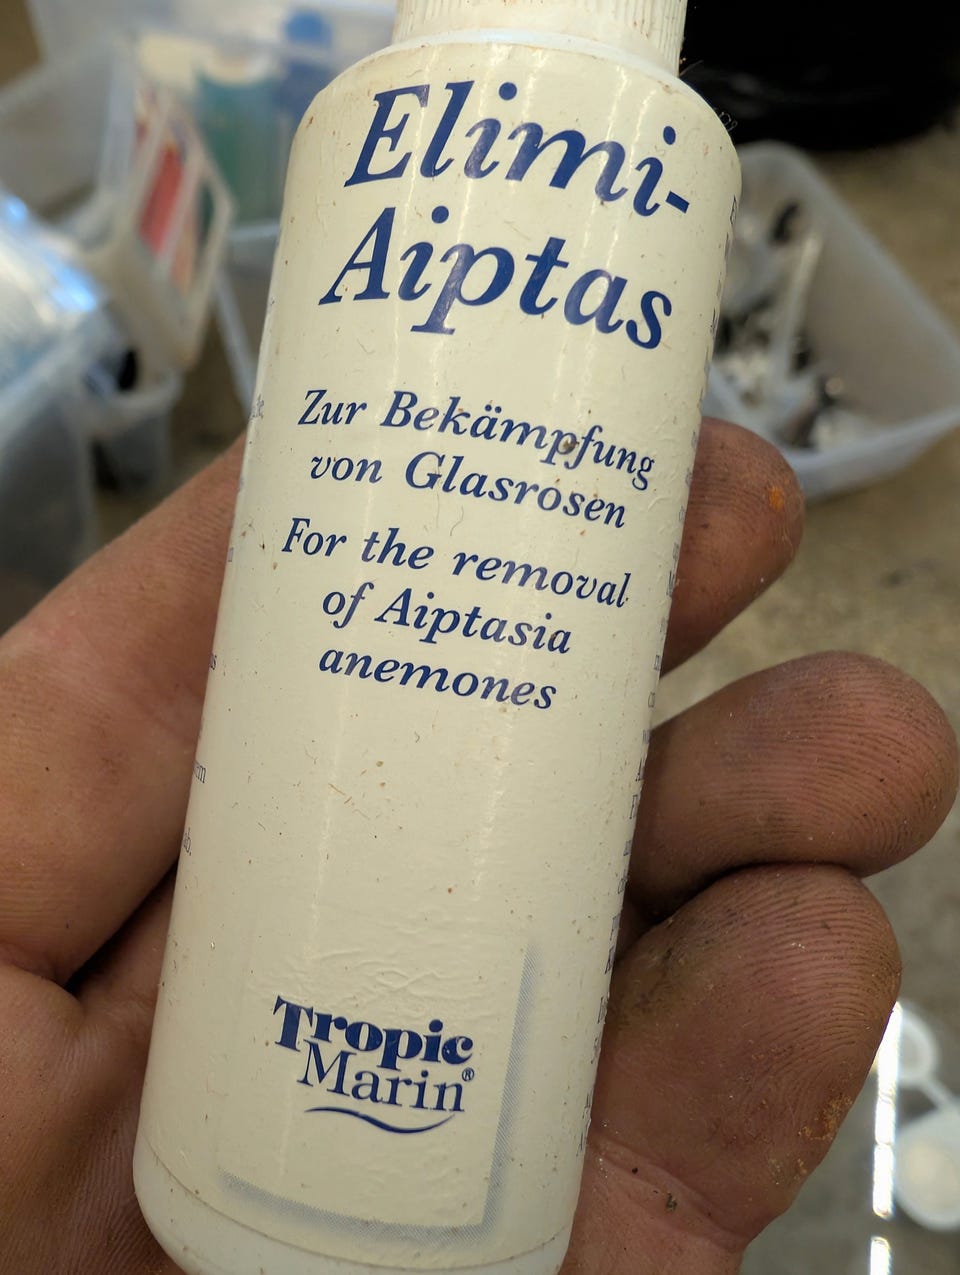 Elimi-
Aiptas
Zur Bekämpfung
von Glasrosen
For the removal
of Aiptasia
anemones
Tropic
Marin®